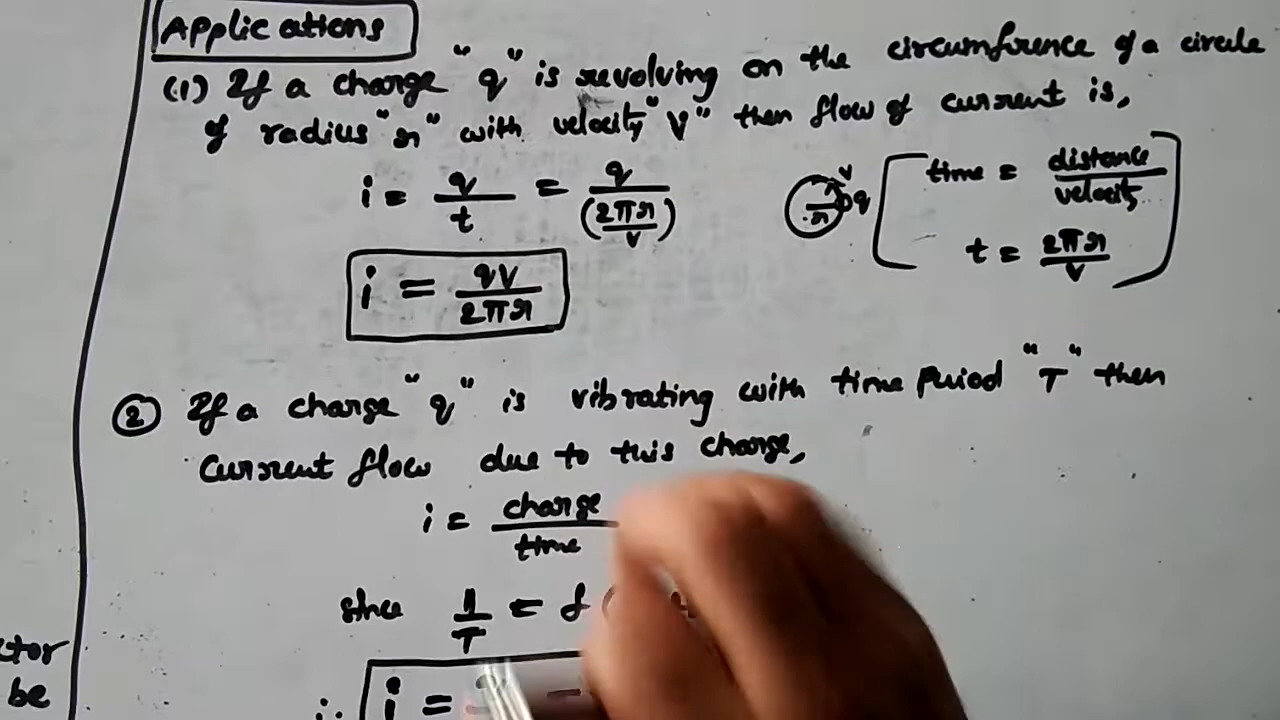 Applications
(1) If a charge "q" is revolving on the circumference of a circle
of radius "r" with velocity "V" then flow of current is,
i = q/t = q/(2πr/v)
v
r
q
[time = distance/velocity
t = 2πr/v]
i = qv/2πr
② If a charge "q" is vibrating with time period "T" then
current flow due to this charge,
i = charge/time
since 1/T = f (
∴ i =
ctor
be